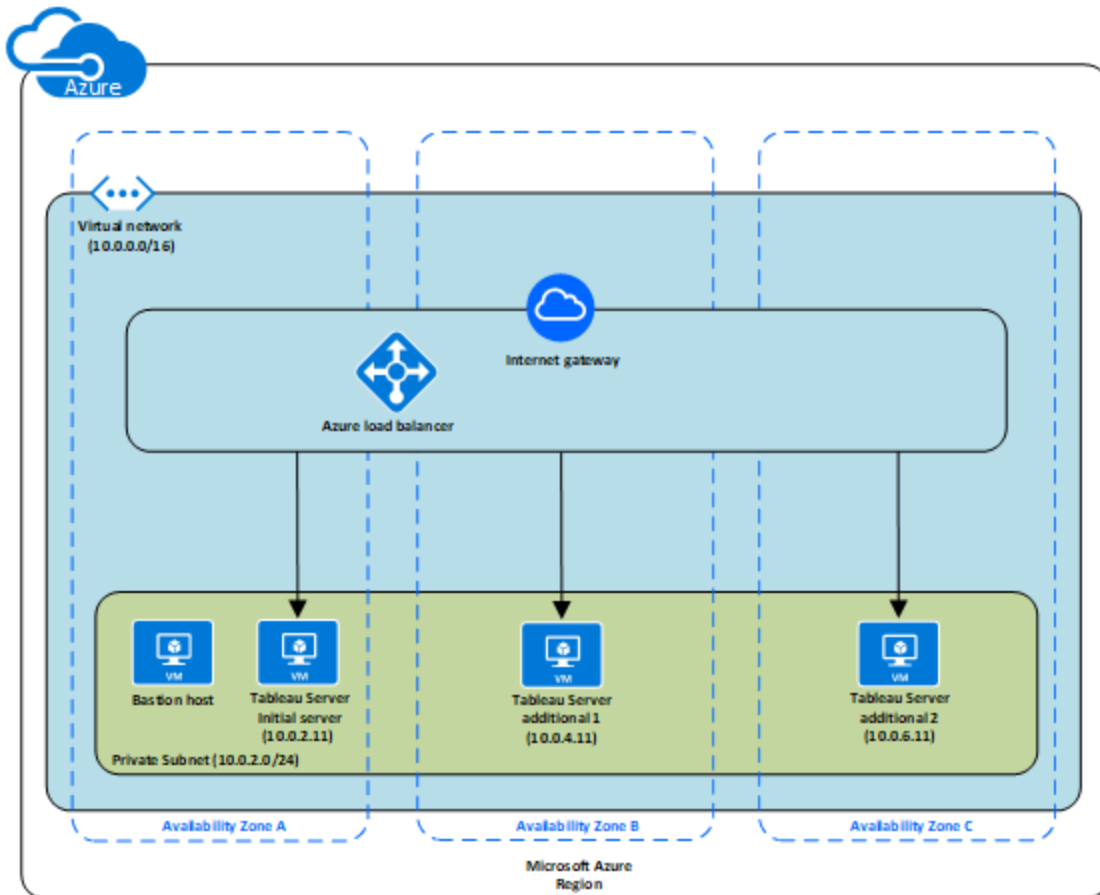 Azure
Virtual network
(10.0.0.0/16)
Internet gateway
Azure load balancer
VM
Bastion host
VM
Tableau Server
Initial server
(10.0.2.11)
VM
Tableau Server
additional 1
(10.0.4.11)
VM
Tableau Server
additional 2
(10.0.6.11)
Private Subnet (10.0.2.0/24)
Availability Zone A
Availability Zone B
Availability Zone C
Microsoft Azure
Region